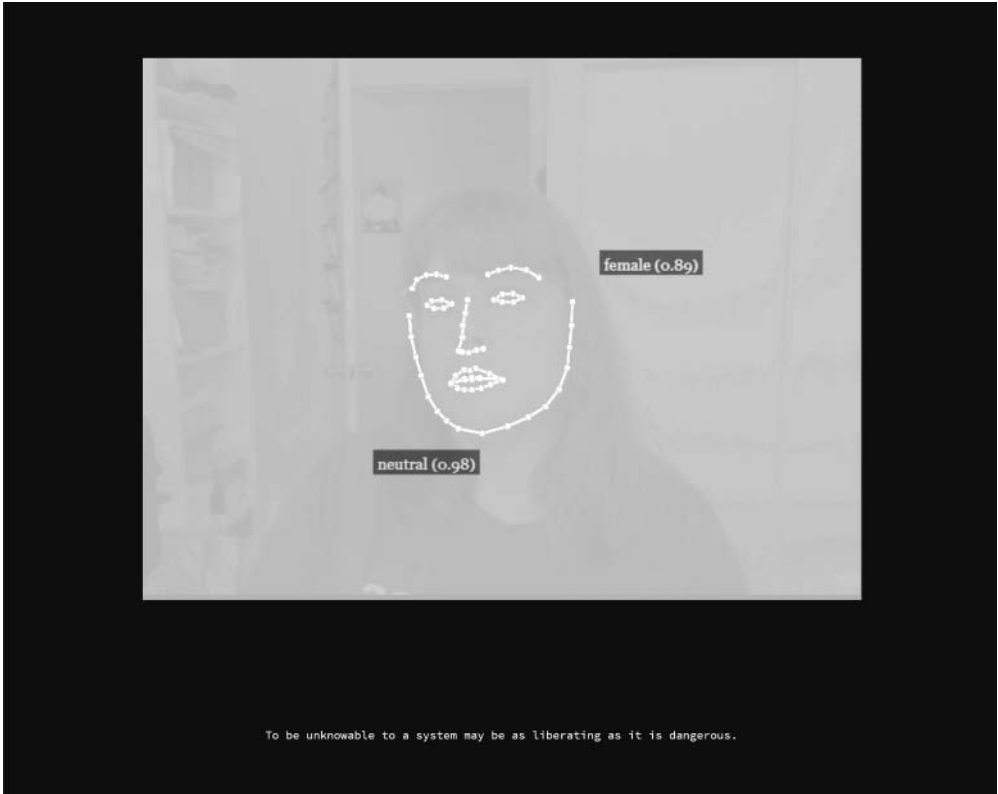 female (0.89)
neutral (0.98)
To be unknowable to a system may be as liberating as it is dangerous.